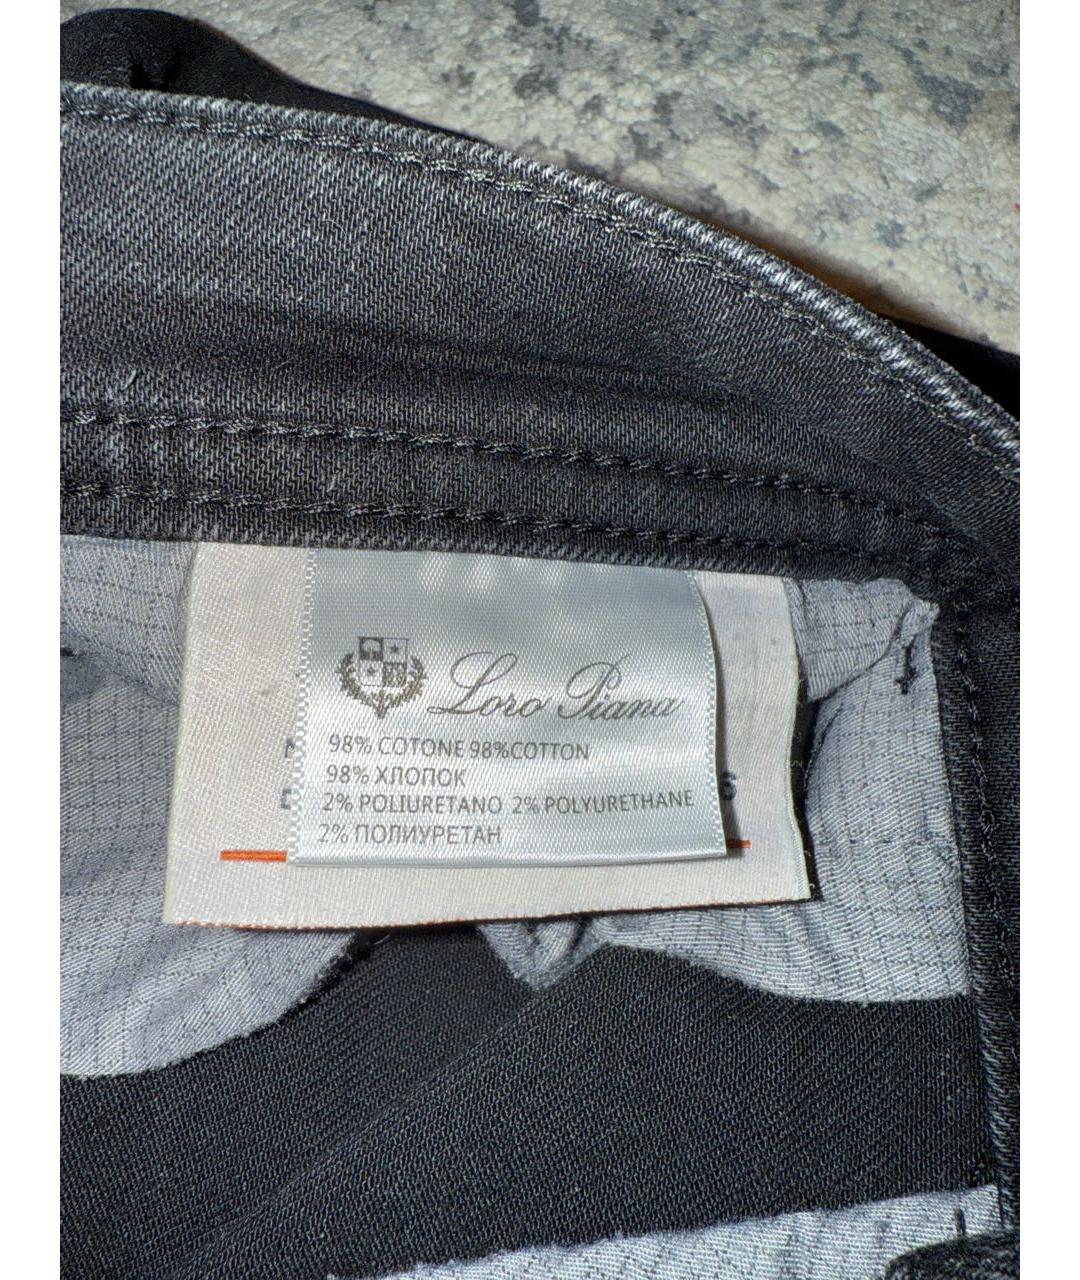 Loro Piana
98% COTONE 98%COTTON
98% ХЛОПОК
2% POLIURETANO 2% POLYURETHANE
2% ПОЛИУРЕТАН